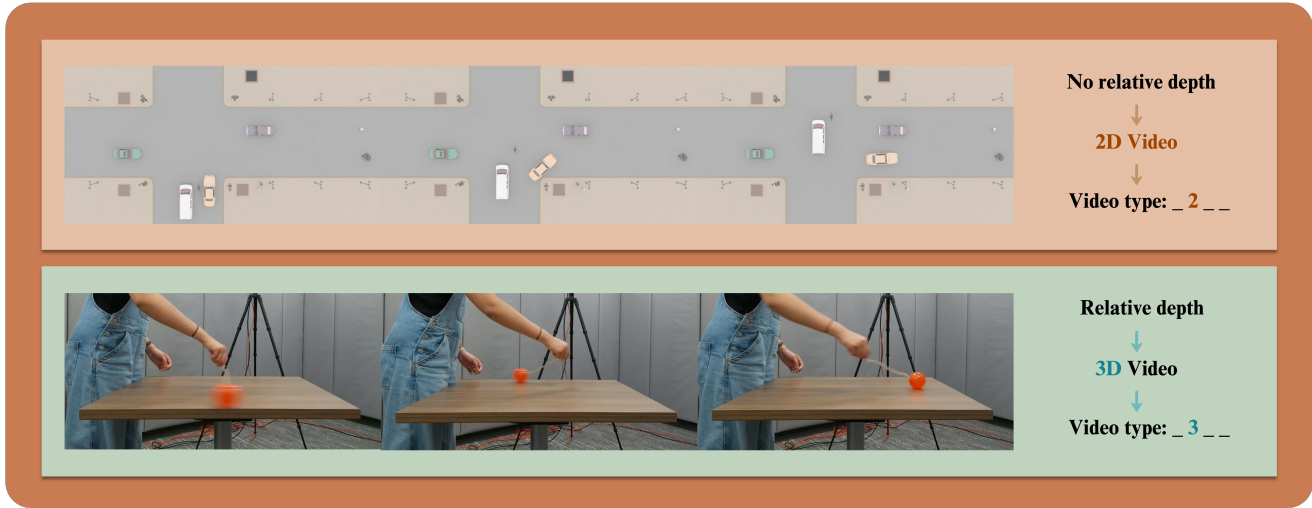 No relative depth
2D Video
Video type: _ 2 _ _
Relative depth
3D Video
Video type: _ 3 _ _